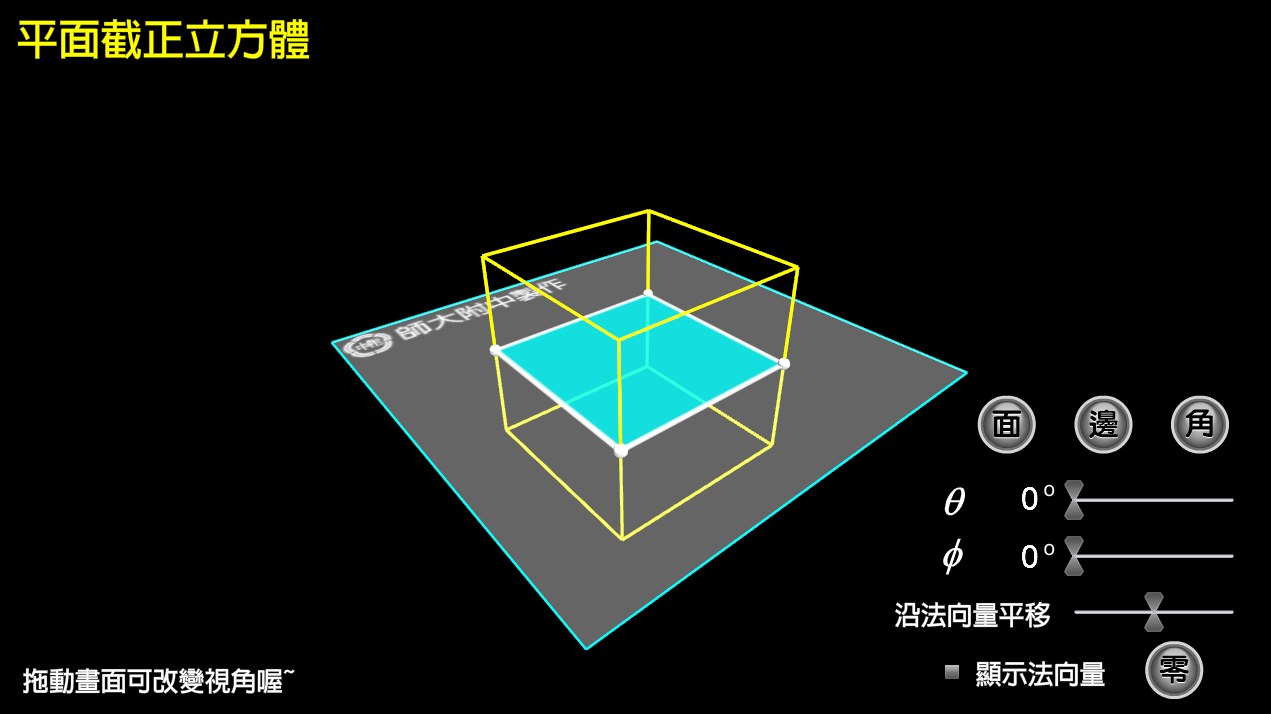 平面截正立方體
師大附中製作
面 邊 角
θ 0°
ϕ 0°
沿法向量平移
顯示法向量 零
拖動畫面可改變視角喔~